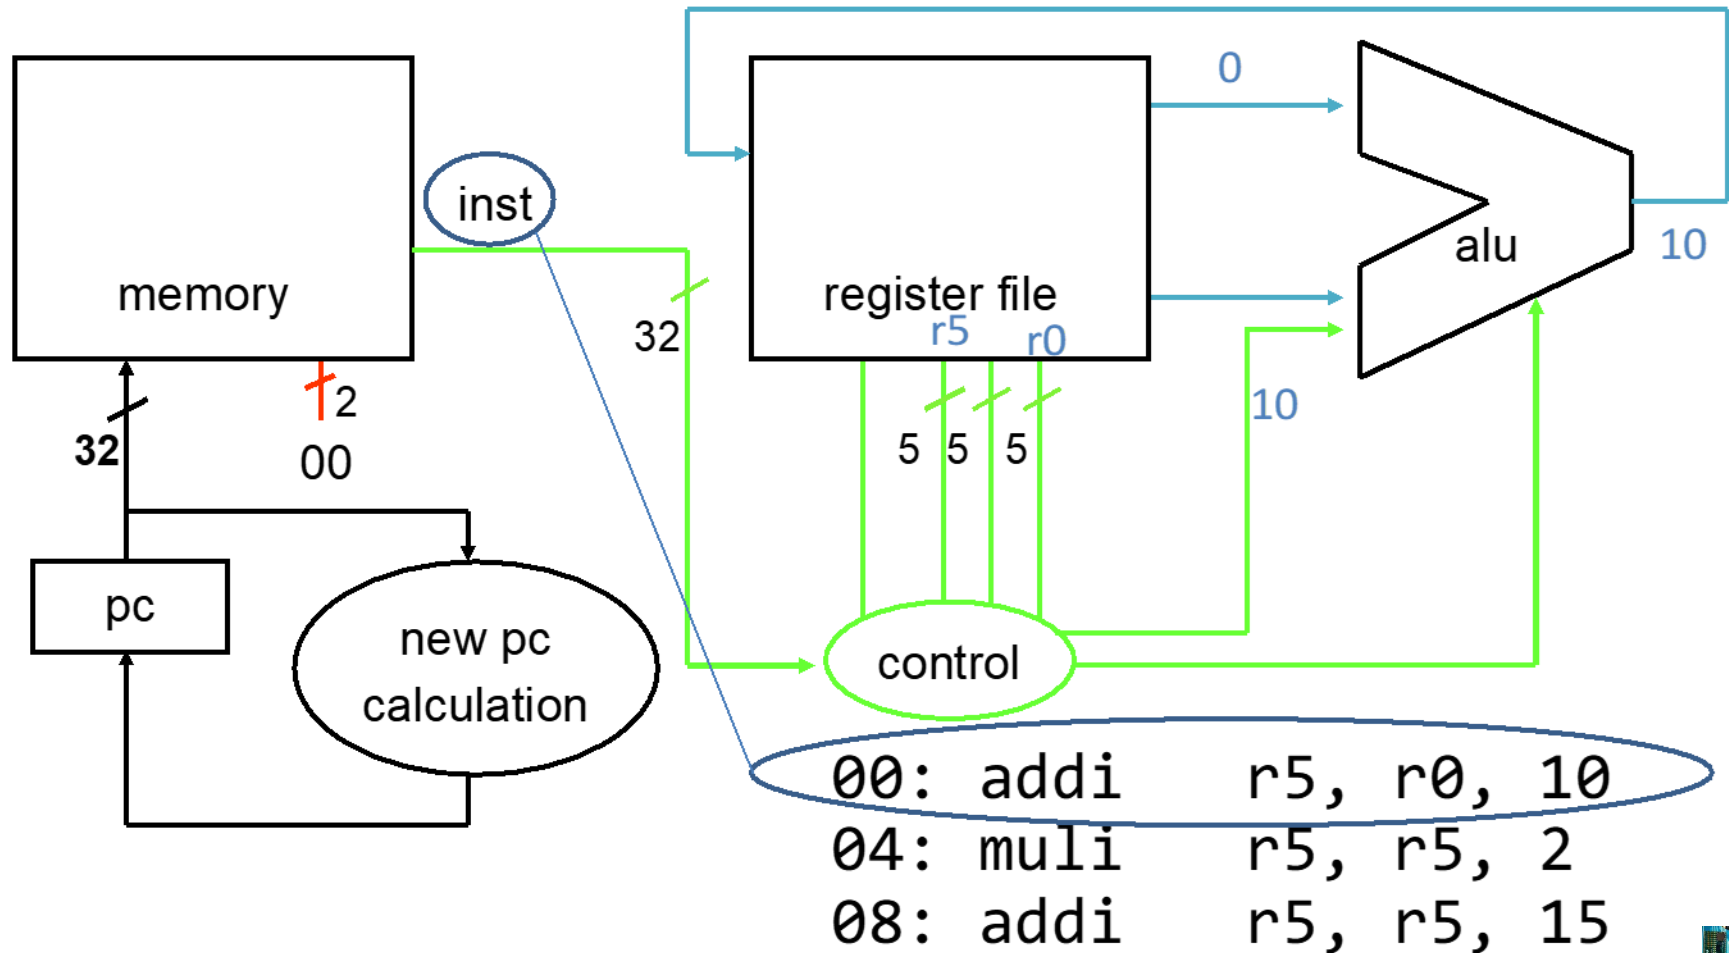 0
inst
alu
10
memory
register file
r5
r0
32
2
10
32
00
5
5
5
pc
new pc
calculation
control
00: addi r5, r0, 10
04: muli r5, r5, 2
08: addi r5, r5, 15